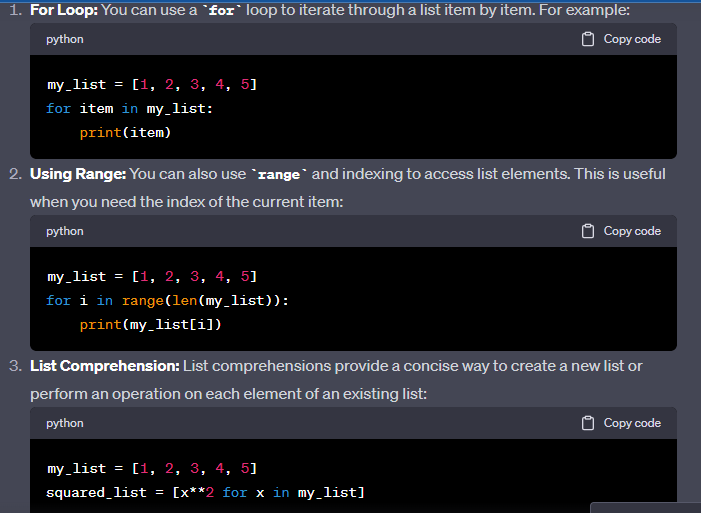 1. For Loop: You can use a `for` loop to iterate through a list item by item. For example:
python
Copy code
my_list = [1, 2, 3, 4, 5]
for item in my_list:
    print(item)
2. Using Range: You can also use `range` and indexing to access list elements. This is useful
when you need the index of the current item:
python
Copy code
my_list = [1, 2, 3, 4, 5]
for i in range(len(my_list)):
    print(my_list[i])
3. List Comprehension: List comprehensions provide a concise way to create a new list or
perform an operation on each element of an existing list:
python
Copy code
my_list = [1, 2, 3, 4, 5]
squared_list = [x**2 for x in my_list]